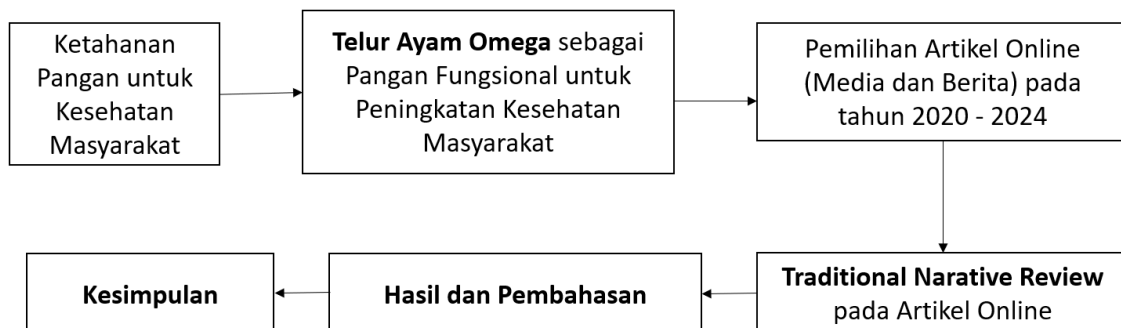 Ketahanan
Pangan untuk
Kesehatan
Masyarakat
Telur Ayam Omega sebagai
Pangan Fungsional untuk
Peningkatan Kesehatan
Masyarakat
Pemilihan Artikel Online
(Media dan Berita) pada
tahun 2020 - 2024
Traditional Narative Review
pada Artikel Online
Hasil dan Pembahasan
Kesimpulan